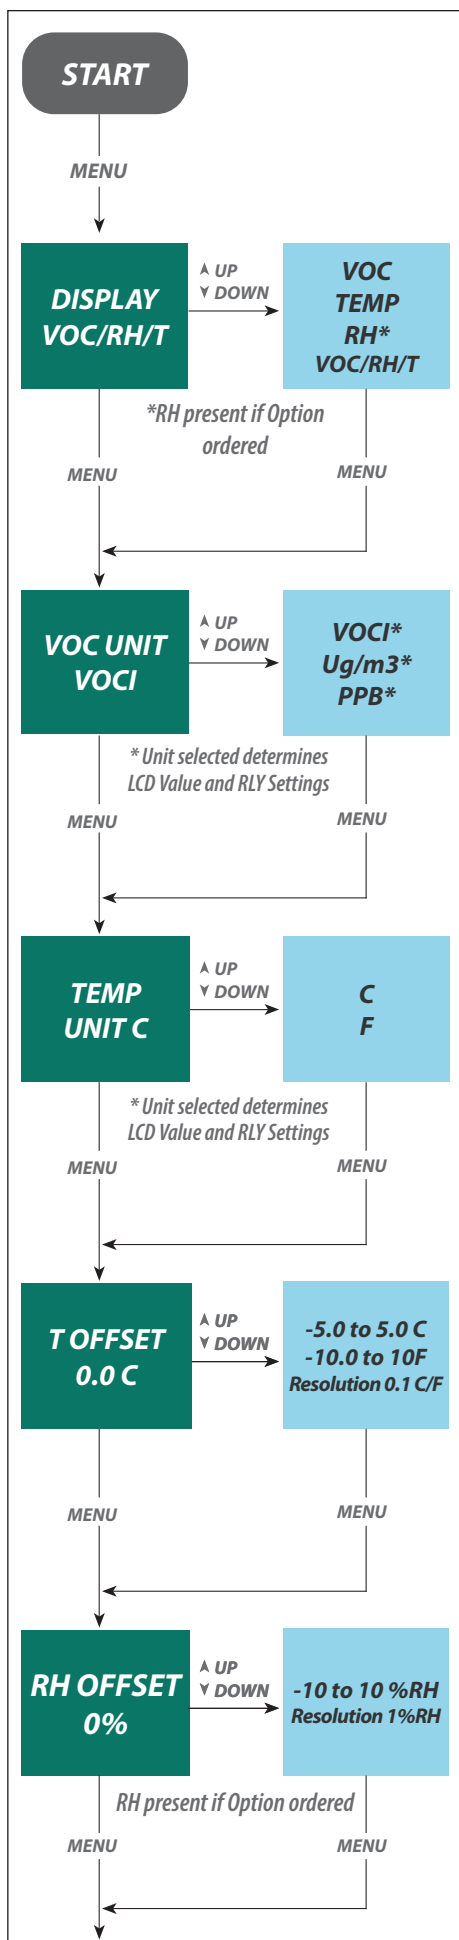 START
MENU
DISPLAY
VOC/RH/T
UP
DOWN
VOC
TEMP
RH*
VOC/RH/T
*RH present if Option
ordered
MENU
MENU
VOC UNIT
VOCI
UP
DOWN
VOCI*
Ug/m3*
PPB*
* Unit selected determines
LCD Value and RLY Settings
MENU
MENU
TEMP
UNIT C
UP
DOWN
C
F
* Unit selected determines
LCD Value and RLY Settings
MENU
MENU
T OFFSET
0.0 C
UP
DOWN
-5.0 to 5.0 C
-10.0 to 10F
Resolution 0.1 C/F
MENU
MENU
RH OFFSET
0%
UP
DOWN
-10 to 10 %RH
Resolution 1%RH
RH present if Option ordered
MENU
MENU